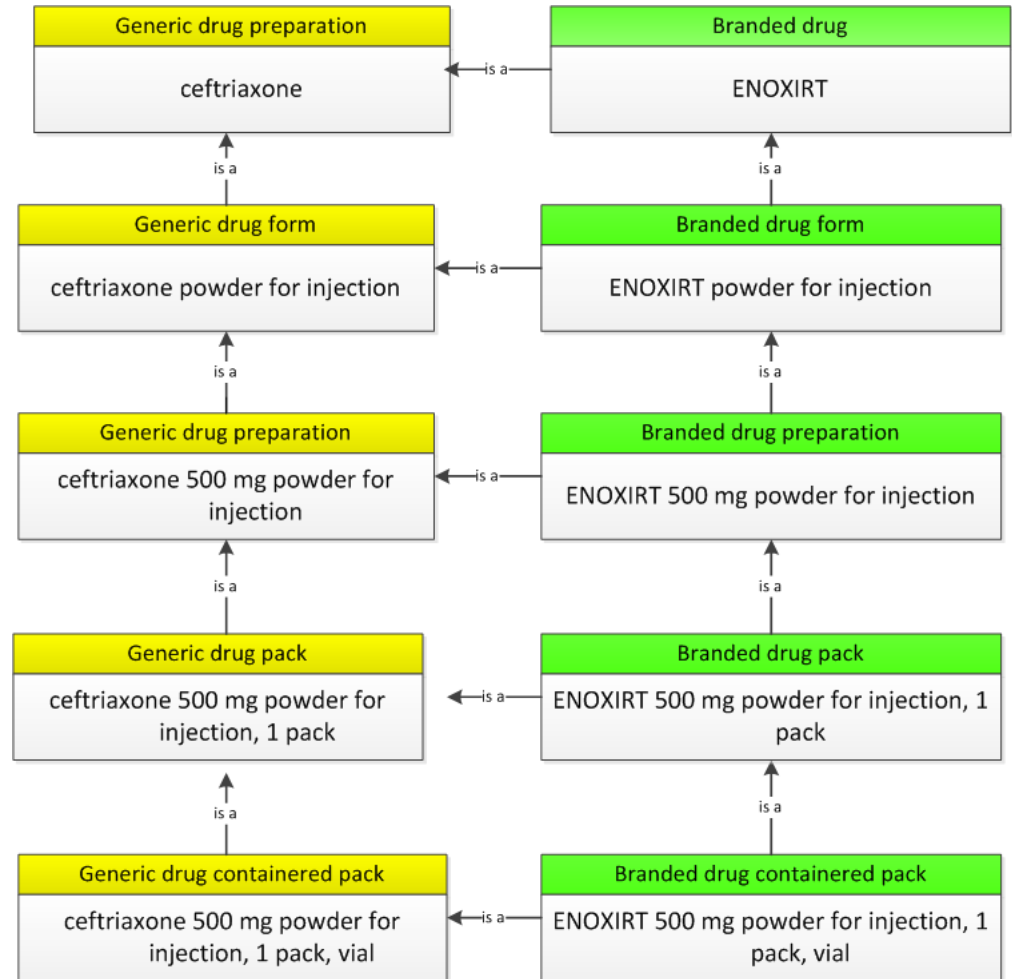 Generic drug preparation
ceftriaxone
is a
Branded drug
ENOXIRT
is a
is a
Generic drug form
ceftriaxone powder for injection
is a
Branded drug form
ENOXIRT powder for injection
is a
is a
Generic drug preparation
ceftriaxone 500 mg powder for
injection
is a
Branded drug preparation
ENOXIRT 500 mg powder for injection
is a
is a
Generic drug pack
ceftriaxone 500 mg powder for
injection, 1 pack
is a
Branded drug pack
ENOXIRT 500 mg powder for injection, 1
pack
is a
is a
Generic drug containered pack
ceftriaxone 500 mg powder for
injection, 1 pack, vial
is a
Branded drug containered pack
ENOXIRT 500 mg powder for injection, 1
pack, vial